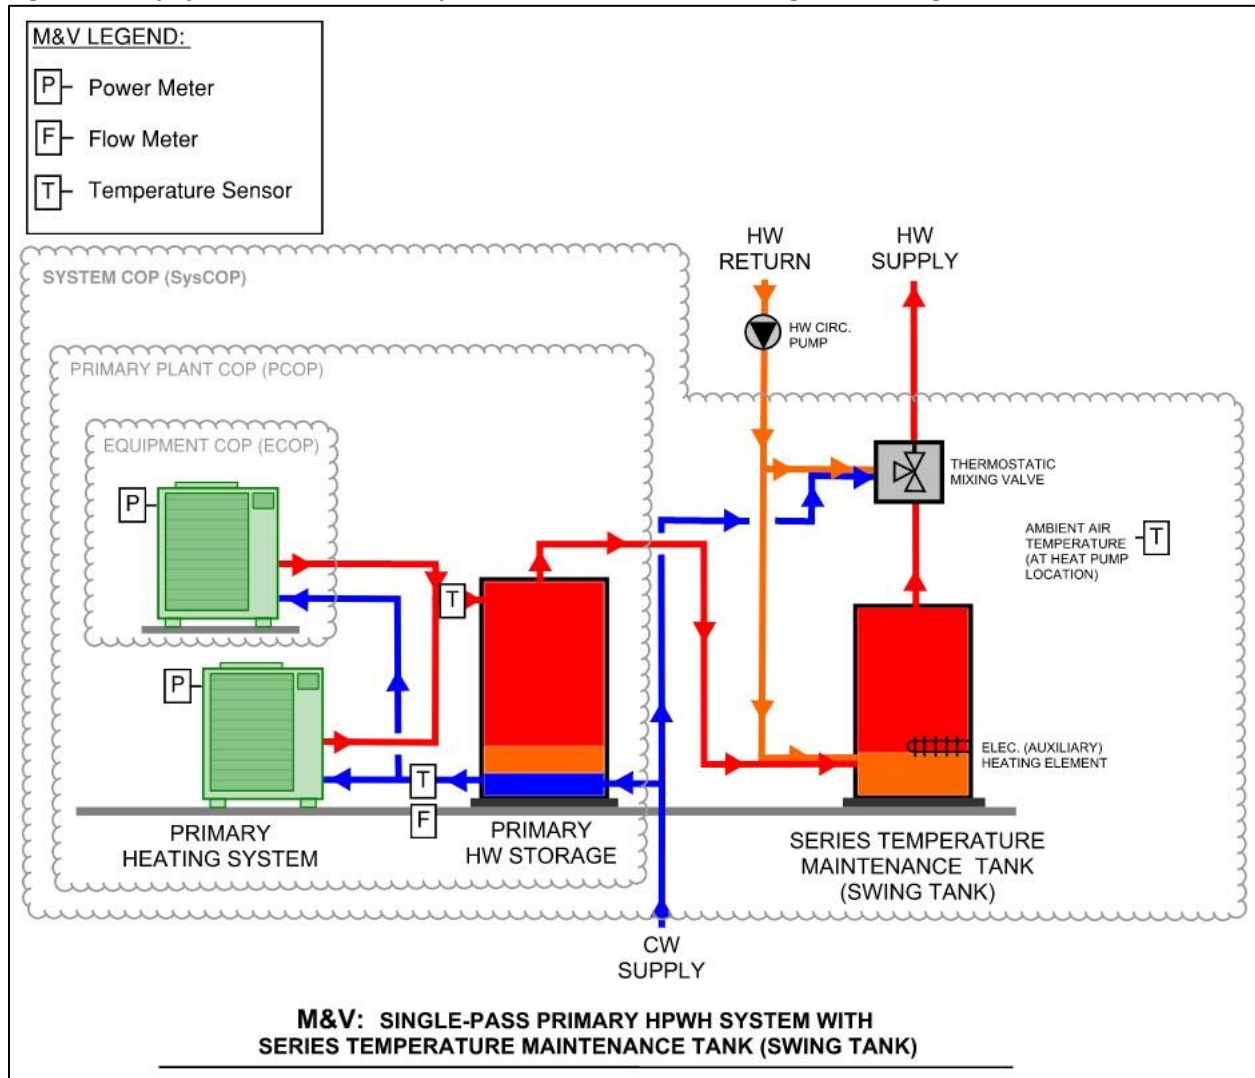 M&V LEGEND:
P Power Meter
F Flow Meter
T Temperature Sensor
HW
RETURN
HW
SUPPLY
SYSTEM COP (SysCOP)
HW CIRC.
PUMP
PRIMARY PLANT COP (PCOP)
EQUIPMENT COP (ECOP)
THERMOSTATIC
MIXING VALVE
P
AMBIENT AIR
TEMPERATURE
(AT HEAT PUMP
LOCATION)
T
T
P
ELEC. (AUXILIARY)
HEATING ELEMENT
T
F
PRIMARY
HEATING SYSTEM
PRIMARY
HW STORAGE
SERIES TEMPERATURE
MAINTENANCE TANK
(SWING TANK)
CW
SUPPLY
M&V: SINGLE-PASS PRIMARY HPWH SYSTEM WITH
SERIES TEMPERATURE MAINTENANCE TANK (SWING TANK)